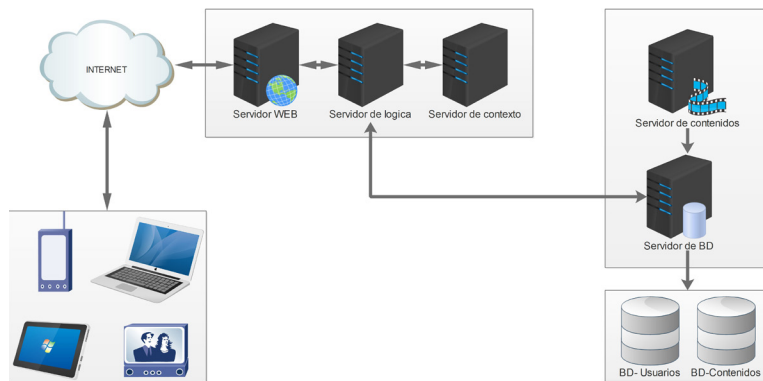 INTERNET
Servidor WEB
Servidor de logica
Servidor de contexto
Servidor de contenidos
Servidor de BD
BD- Usuarios
BD-Contenidos